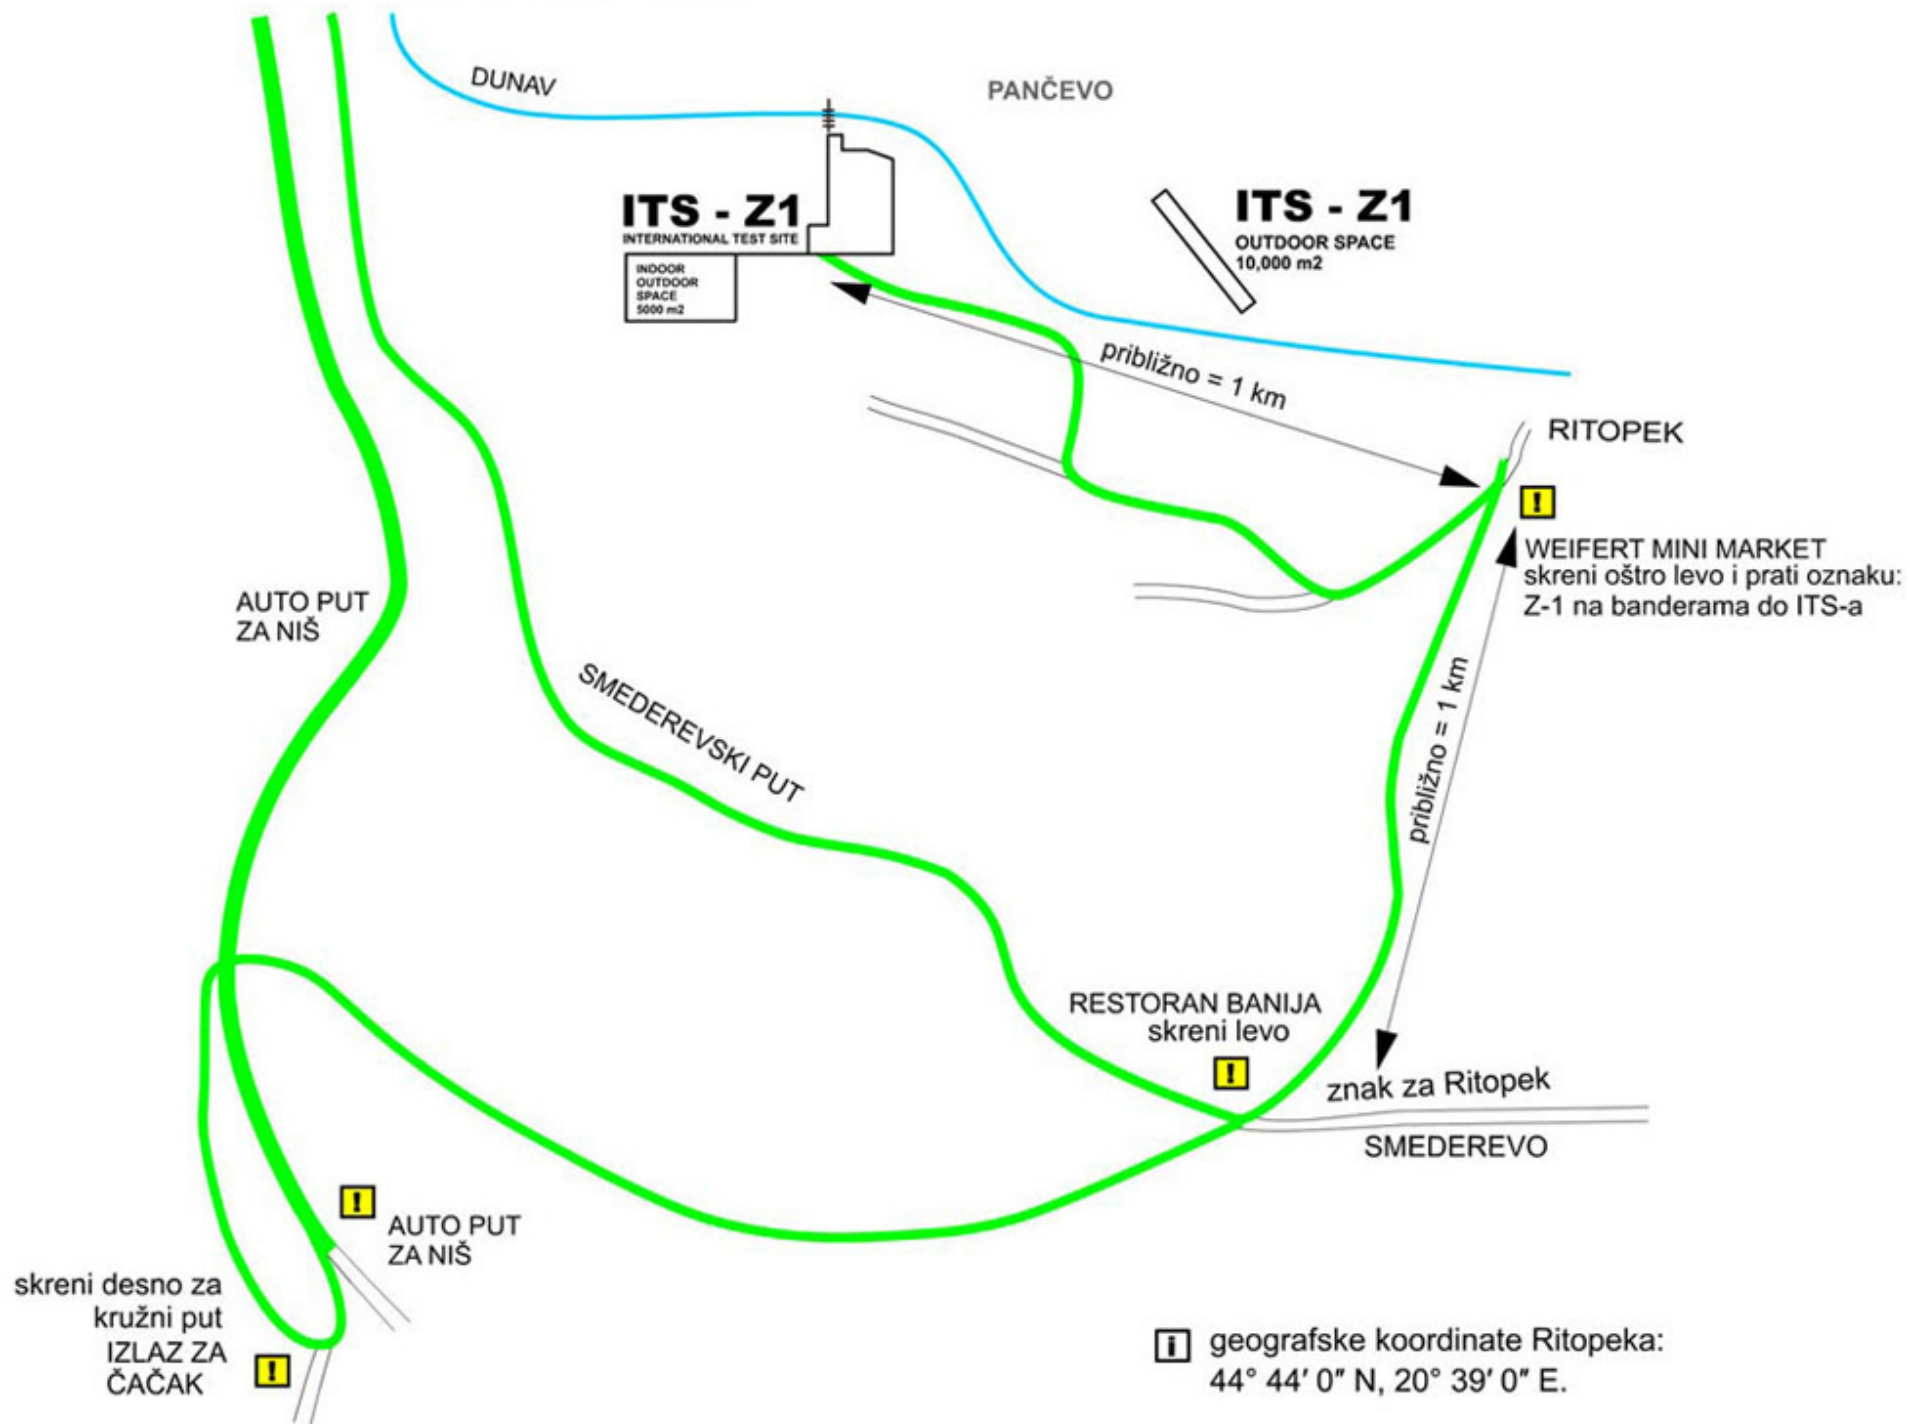 DUNAV
PANČEVO
ITS - Z1
INTERNATIONAL TEST SITE
INDOOR
OUTDOOR
SPACE
5000 m2
ITS - Z1
OUTDOOR SPACE
10,000 m2
približno = 1 km
RITOPEK
!
WEIFERT MINI MARKET
skreni oštro levo i prati oznaku:
Z-1 na banderama do ITS-a
AUTO PUT
ZA NIŠ
SMEDEREVSKI PUT
približno = 1 km
RESTORAN BANIJA
skreni levo
!
znak za Ritopek
SMEDEREVO
!
AUTO PUT
ZA NIŠ
skreni desno za
kružni put
IZLAZ ZA
ČAČAK
!
i geografske koordinate Ritopeka:
44° 44′ 0″ N, 20° 39′ 0″ E.